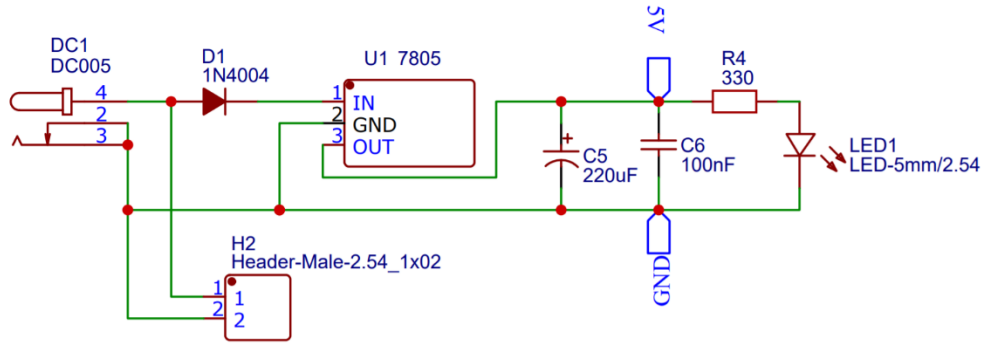 5V
DC1
DC005
4
2
3
D1
1N4004
U1 7805
1 IN
2 GND
3 OUT
+
C5
220uF
C6
100nF
R4
330
LED1
LED-5mm/2.54
GND
H2
Header-Male-2.54_1x02
1 1
2 2